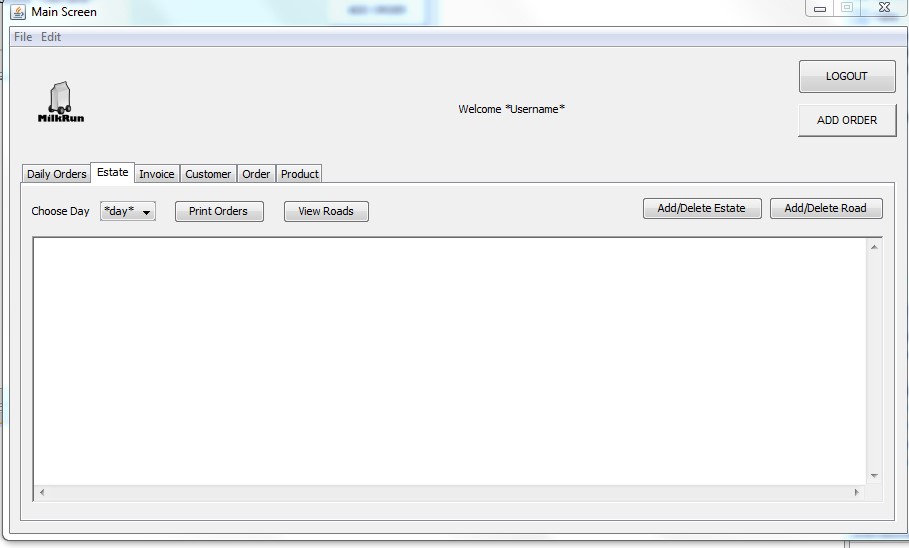 Main Screen
File Edit
LOGOUT
MilkRun
Welcome *Username*
ADD ORDER
Daily Orders Estate Invoice Customer Order Product
Choose Day *day* Print Orders View Roads Add/Delete Estate Add/Delete Road